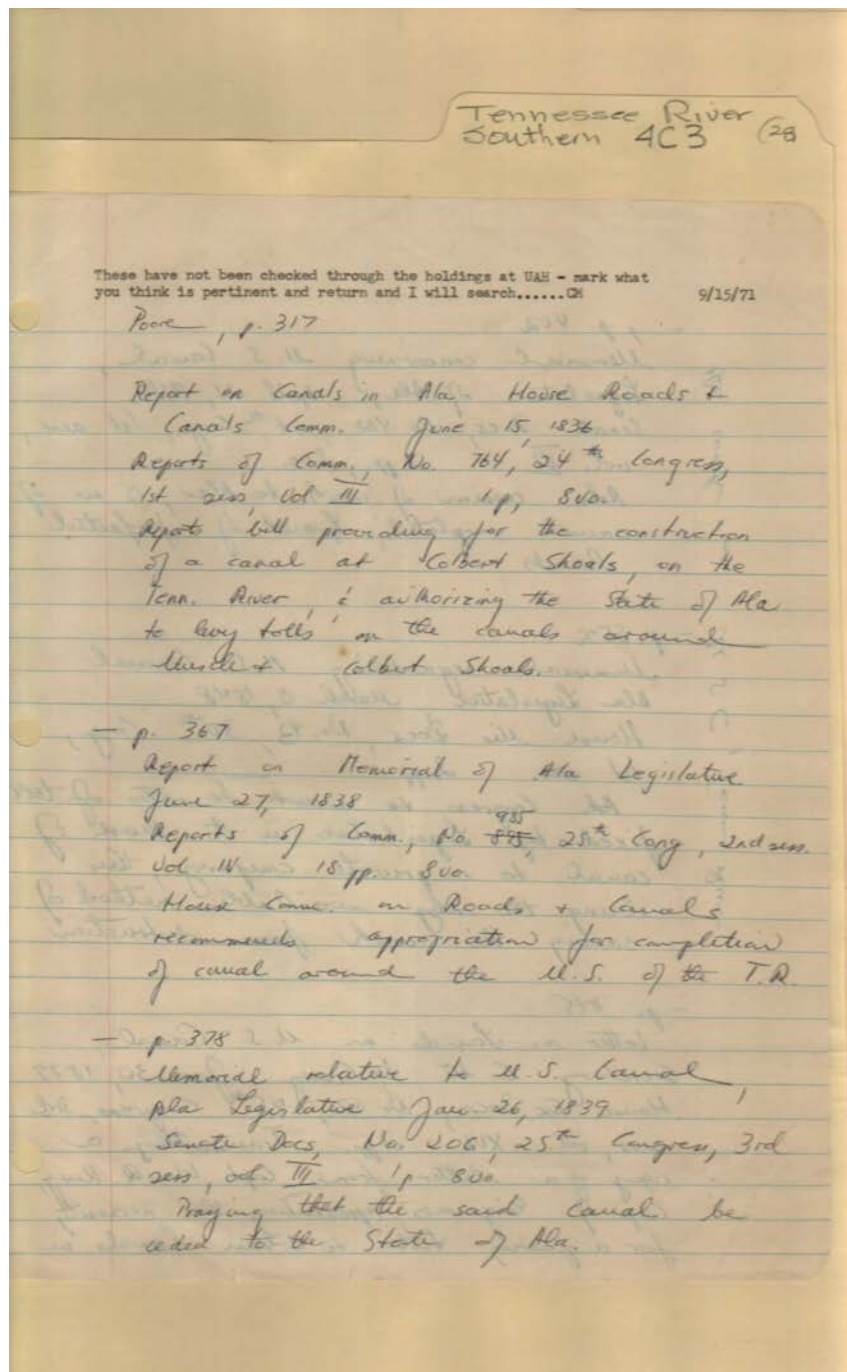 Tennessee River
Southern 4C3 (28
These have not been checked through the holdings at UAH - mark what
you think is pertinent and return and I will search......CM 9/15/71
Poore, p. 317
Report on Canals in Ala House Roads &
Canals Comm. June 15, 1836
Reports of Comm., No. 764, 24th Congress,
1st sess, Vol III 1 p, 8vo.
Reports bill providing for the construction
of a canal at Colbert Shoals, on the
Tenn. River, & authorizing the State of Ala
to levy tolls on the canals around
Muscle & Colbert Shoals.
— p. 367
Report on Memorial of Ala Legislative
June 27, 1838
985
Reports of Comm., No 895, 25th Cong, 2nd sess.
Vol IV 18 pp. 8vo
House Comm. on Roads & Canals
recommends appropriation for completion
of canal around the M.S. of the T.R.
— p. 378
Memorial relative to M.S. Canal,
Ala Legislative Jan. 26, 1839
Senate Docs, No. 206, 25th Congress, 3rd
sess, vol III 1 p 8vo.
Praying that the said canal be
ceded to the State of Ala.